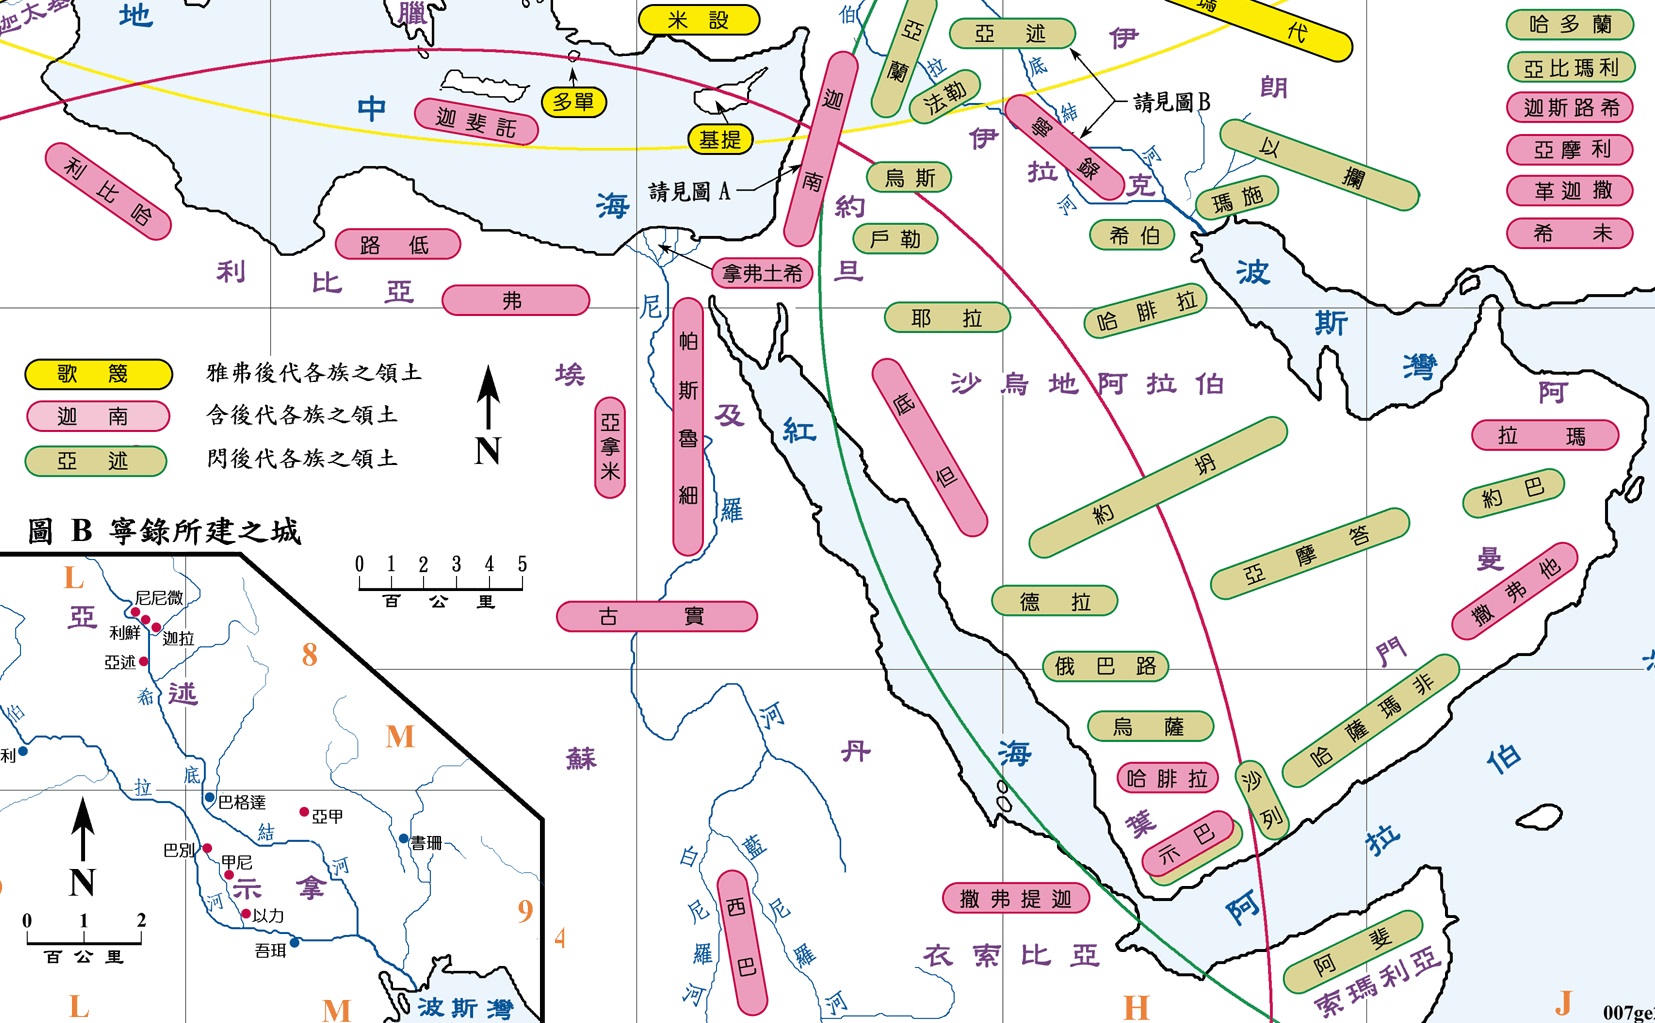 地
臘
米設
伯
亞蘭
亞述
伊
代
哈多蘭
亞比瑪利
迦斯路希
亞摩利
革迦撒
希未
朗
中
迦斐託
多單
基提
迦南
拉
法勒
底
結
請見圖B
伊
寧錄
以攔
利比哈
海
請見圖 A
約
烏斯
拉
克
河
河
瑪施
路低
拿弗土希
戶勒
旦
希伯
波
利比亞
弗
尼
耶拉
哈腓拉
斯
灣
歌篾 雅弗後代各族之領土
迦南 含後代各族之領土
亞述 閃後代各族之領土
N
埃
及
帕斯魯細
亞拿米
紅
底但
沙烏地阿拉伯
阿
拉瑪
約坍
約巴
羅
亞摩答
曼
撒弗他
圖 B 寧錄所建之城
0 1 2 3 4 5
百公里
古實
德拉
俄巴路
門
L
亞
尼尼微
利鮮
迦拉
亞述
希
述
8
M
伯
利
底
拉
巴格達
亞甲
結
書珊
巴別
甲尼
河
示拿
河
以力
吾珥
N
0 1 2
百公里
9
4
L
M
波斯灣
蘇
丹
河
海
烏薩
哈腓拉
沙列
哈薩瑪非
葉
示巴
伯
拉
阿
白
藍
尼
尼
羅
羅
河
河
西巴
撒弗提迦
衣索比亞
阿斐
索瑪利亞
H
J